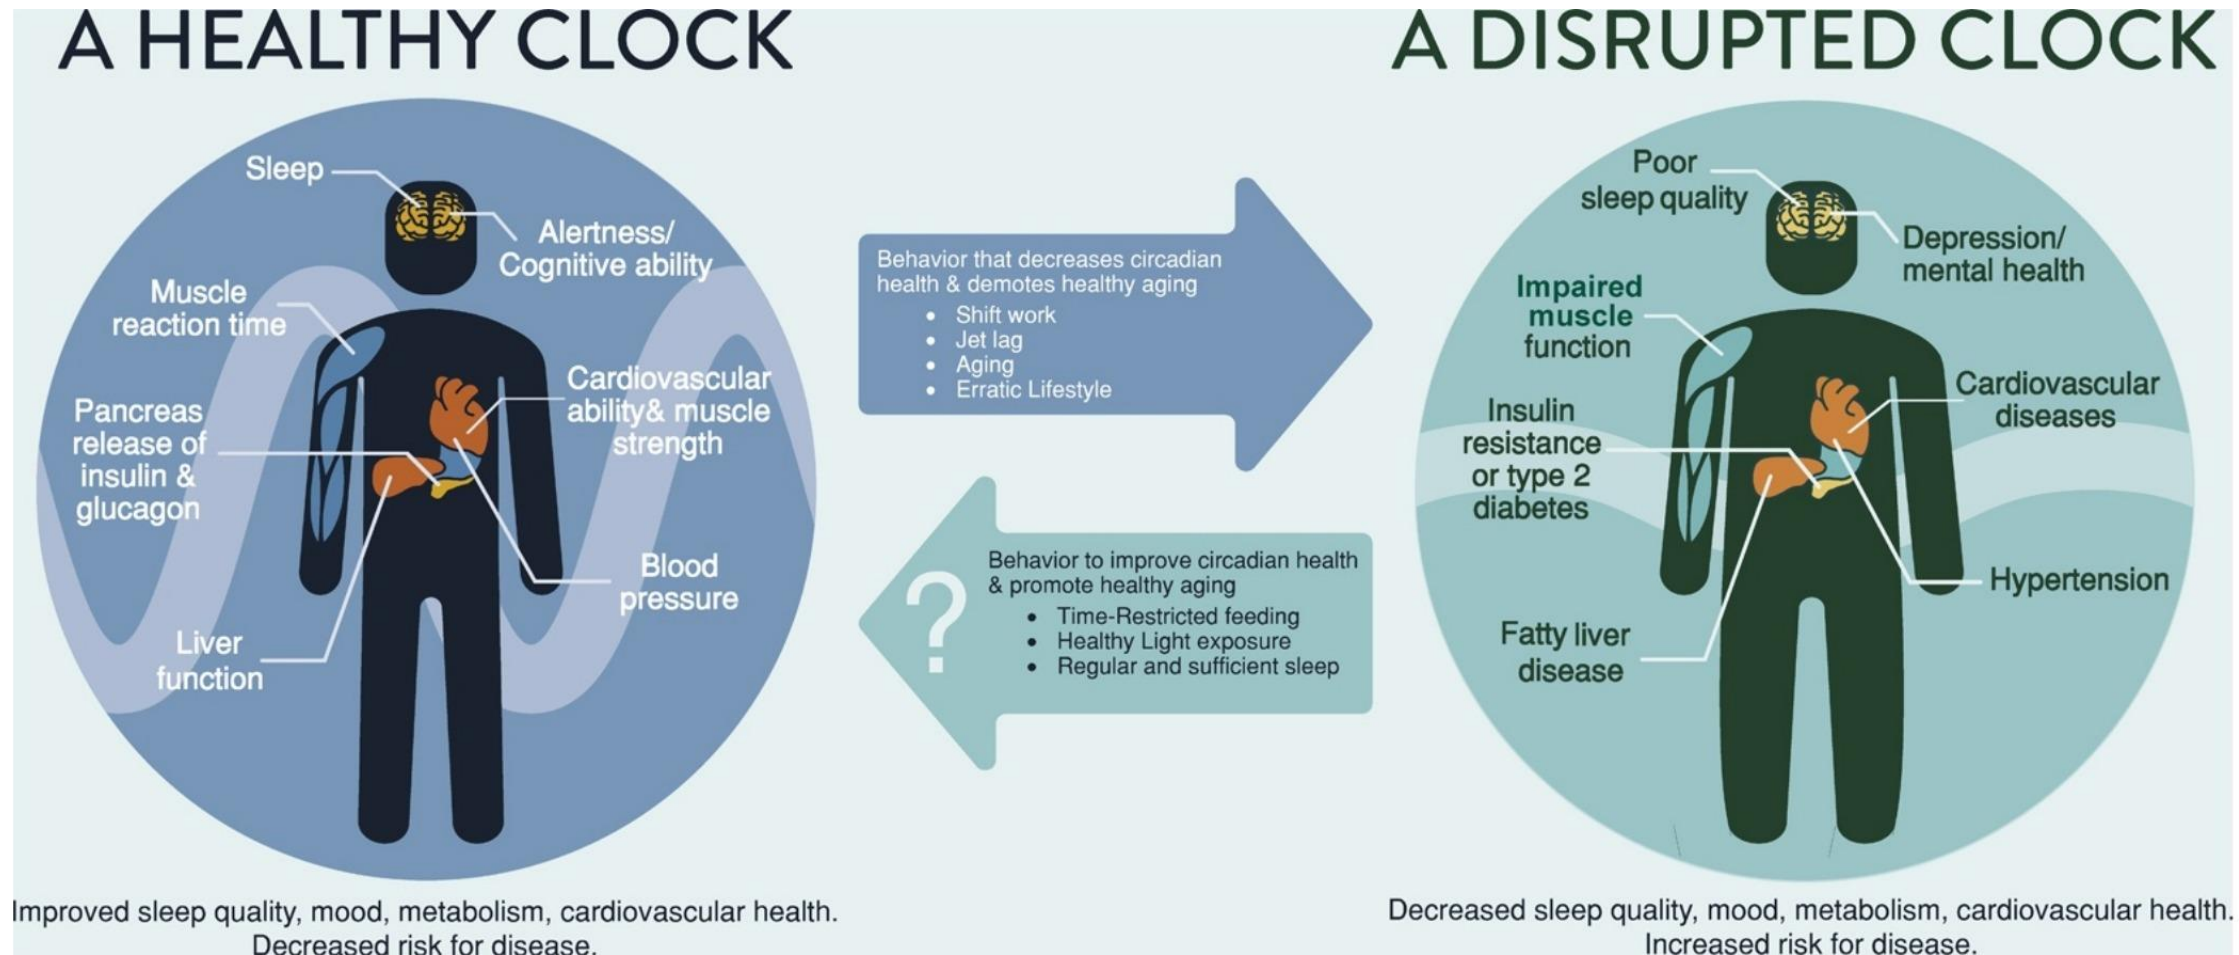 A HEALTHY CLOCK
Sleep
Alertness/
Cognitive ability
Muscle
reaction time
Cardiovascular
ability& muscle
strength
Pancreas
release of
insulin &
glucagon
Blood
pressure
Liver
function
Improved sleep quality, mood, metabolism, cardiovascular health.
Decreased risk for disease.
Behavior that decreases circadian
health & demotes healthy aging
• Shift work
• Jet lag
• Aging
• Erratic Lifestyle
?
Behavior to improve circadian health
& promote healthy aging
• Time-Restricted feeding
• Healthy Light exposure
• Regular and sufficient sleep
A DISRUPTED CLOCK
Poor
sleep quality
Depression/
mental health
Impaired
muscle
function
Cardiovascular
diseases
Insulin
resistance
or type 2
diabetes
Hypertension
Fatty liver
disease
Decreased sleep quality, mood, metabolism, cardiovascular health.
Increased risk for disease.